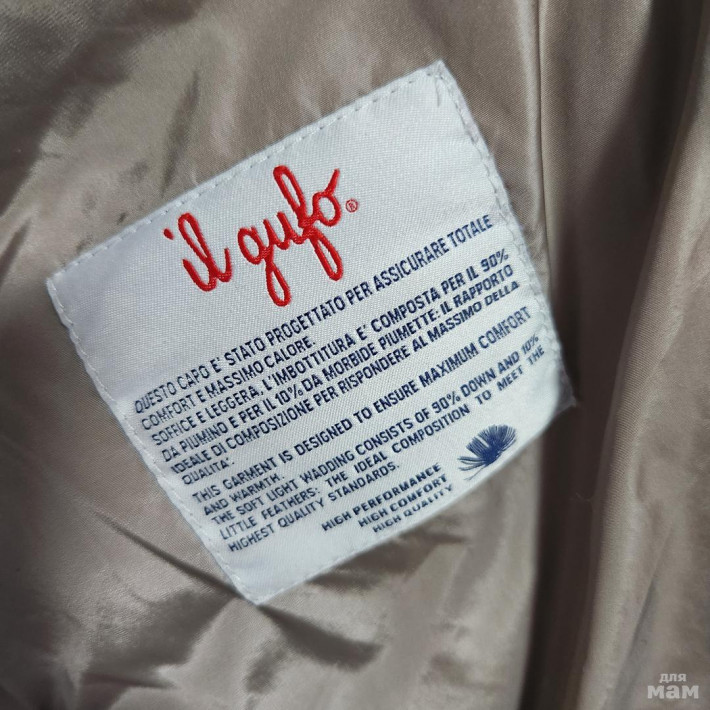 il gufo®
QUESTO CAPO E' STATO PROGETTATO PER ASSICURARE TOTALE
COMFORT E MASSIMO CALORE.
SOFFICE E LEGGERA, L'IMBOTTITURA E' COMPOSTA PER IL 90%
DA PIUMINO E PER IL 10% DA MORBIDE PIUMETTE: IL RAPPORTO
IDEALE DI COMPOSIZIONE PER RISPONDERE AL MASSIMO DELLA
QUALITA'.
THIS GARMENT IS DESIGNED TO ENSURE MAXIMUM COMFORT
AND WARMTH.
THE SOFT LIGHT WADDING CONSISTS OF 90% DOWN AND 10%
LITTLE FEATHERS: THE IDEAL COMPOSITION TO MEET THE
HIGHEST QUALITY STANDARDS.
HIGH PERFORMANCE
HIGH COMFORT
HIGH QUALITY
для
мам